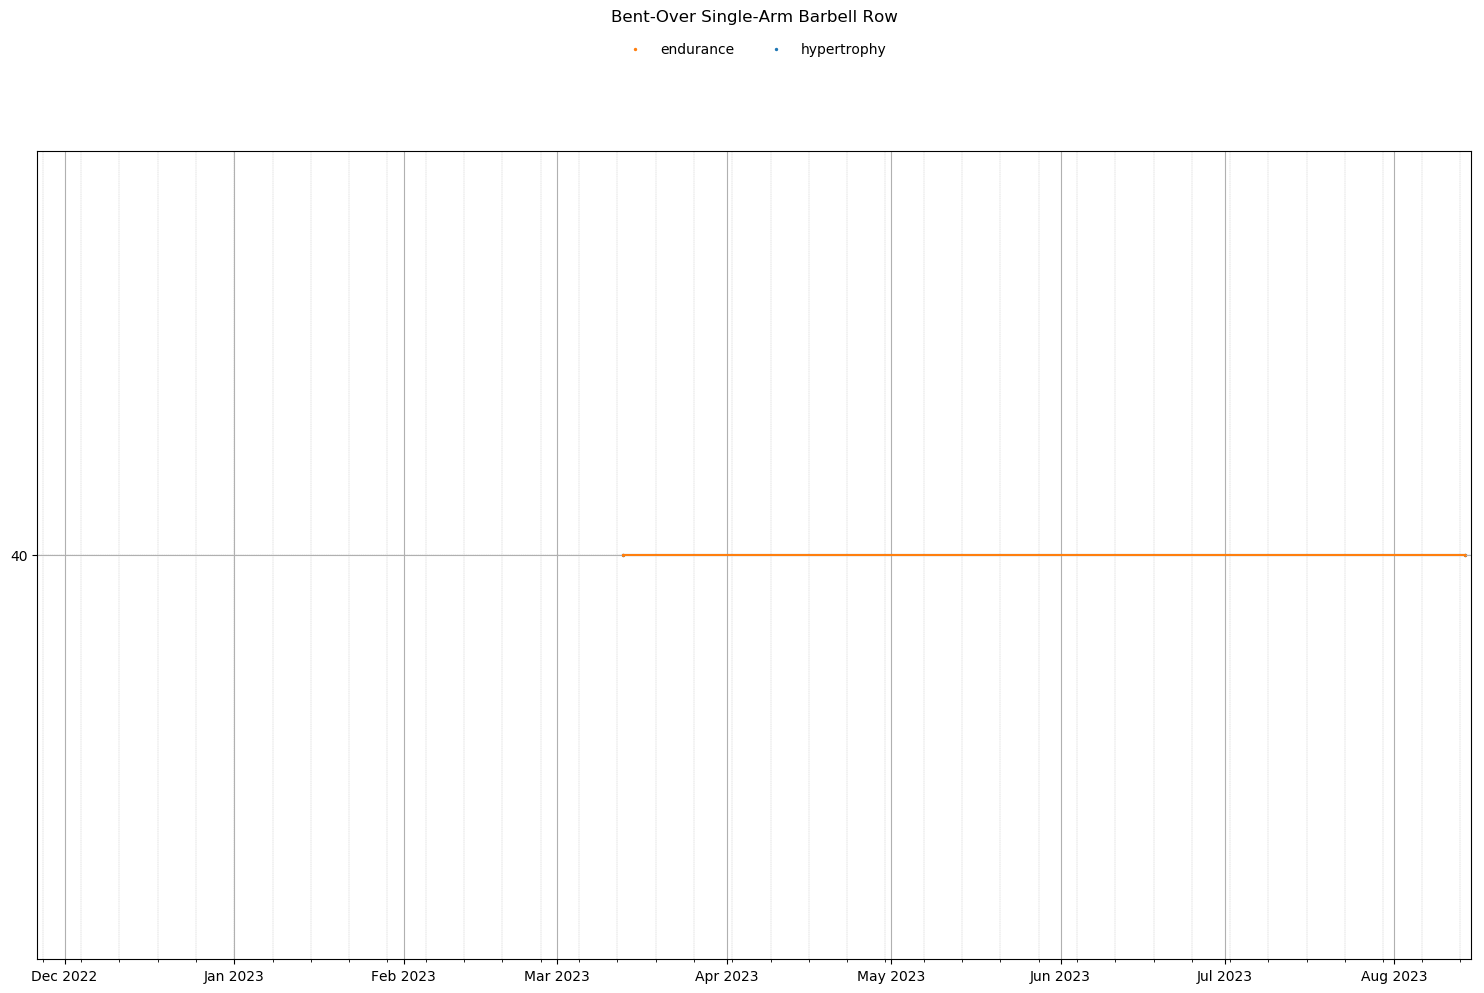 Bent-Over Single-Arm Barbell Row
endurance hypertrophy
40
Dec 2022 Jan 2023 Feb 2023 Mar 2023 Apr 2023 May 2023 Jun 2023 Jul 2023 Aug 2023